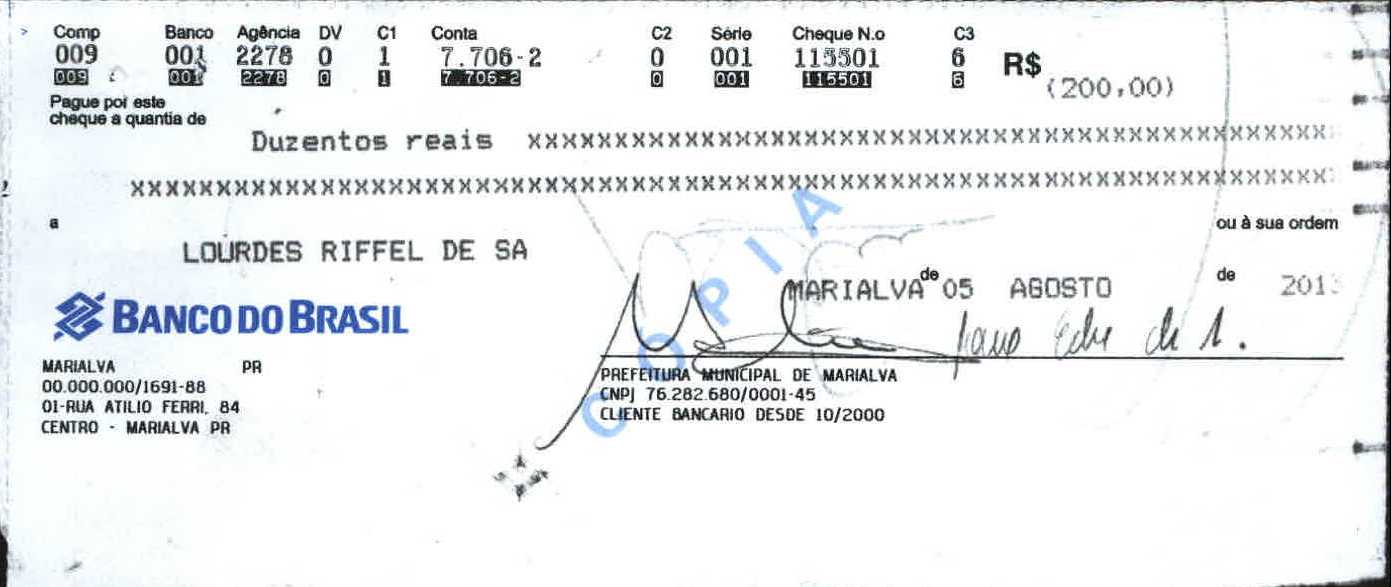 Comp Banco Agência DV C1 Conta C2 Série Cheque N.o C3
009 001 2278 0 1 7.706-2 0 001 115501 6 R$ (200,00)
009 001 2278 0 1 7.706-2 0 001 115501 6
Pague por este
cheque a quantia de
Duzentos reais xxxxxxxxxxxxxxxxxxxxxxxxxxxxxxxxxxxxxxxxxxxxxxxxxxxxxxxx
xxxxxxxxxxxxxxxxxxxxxxxxxxxxxxxxxxxxxxxxxxxxxxxxxxxxxxxxxxxxxxxxxxxx
a ou à sua ordem
LOURDES RIFFEL DE SA
MARIALVA de 05 AGOSTO de 2013
COPIA
BANCO DO BRASIL
MARIALVA PR
00.000.000/1691-88
01-RUA ATILIO FERRI, 84
CENTRO - MARIALVA PR
PREFEITURA MUNICIPAL DE MARIALVA
CNPJ 76.282.680/0001-45
CLIENTE BANCARIO DESDE 10/2000